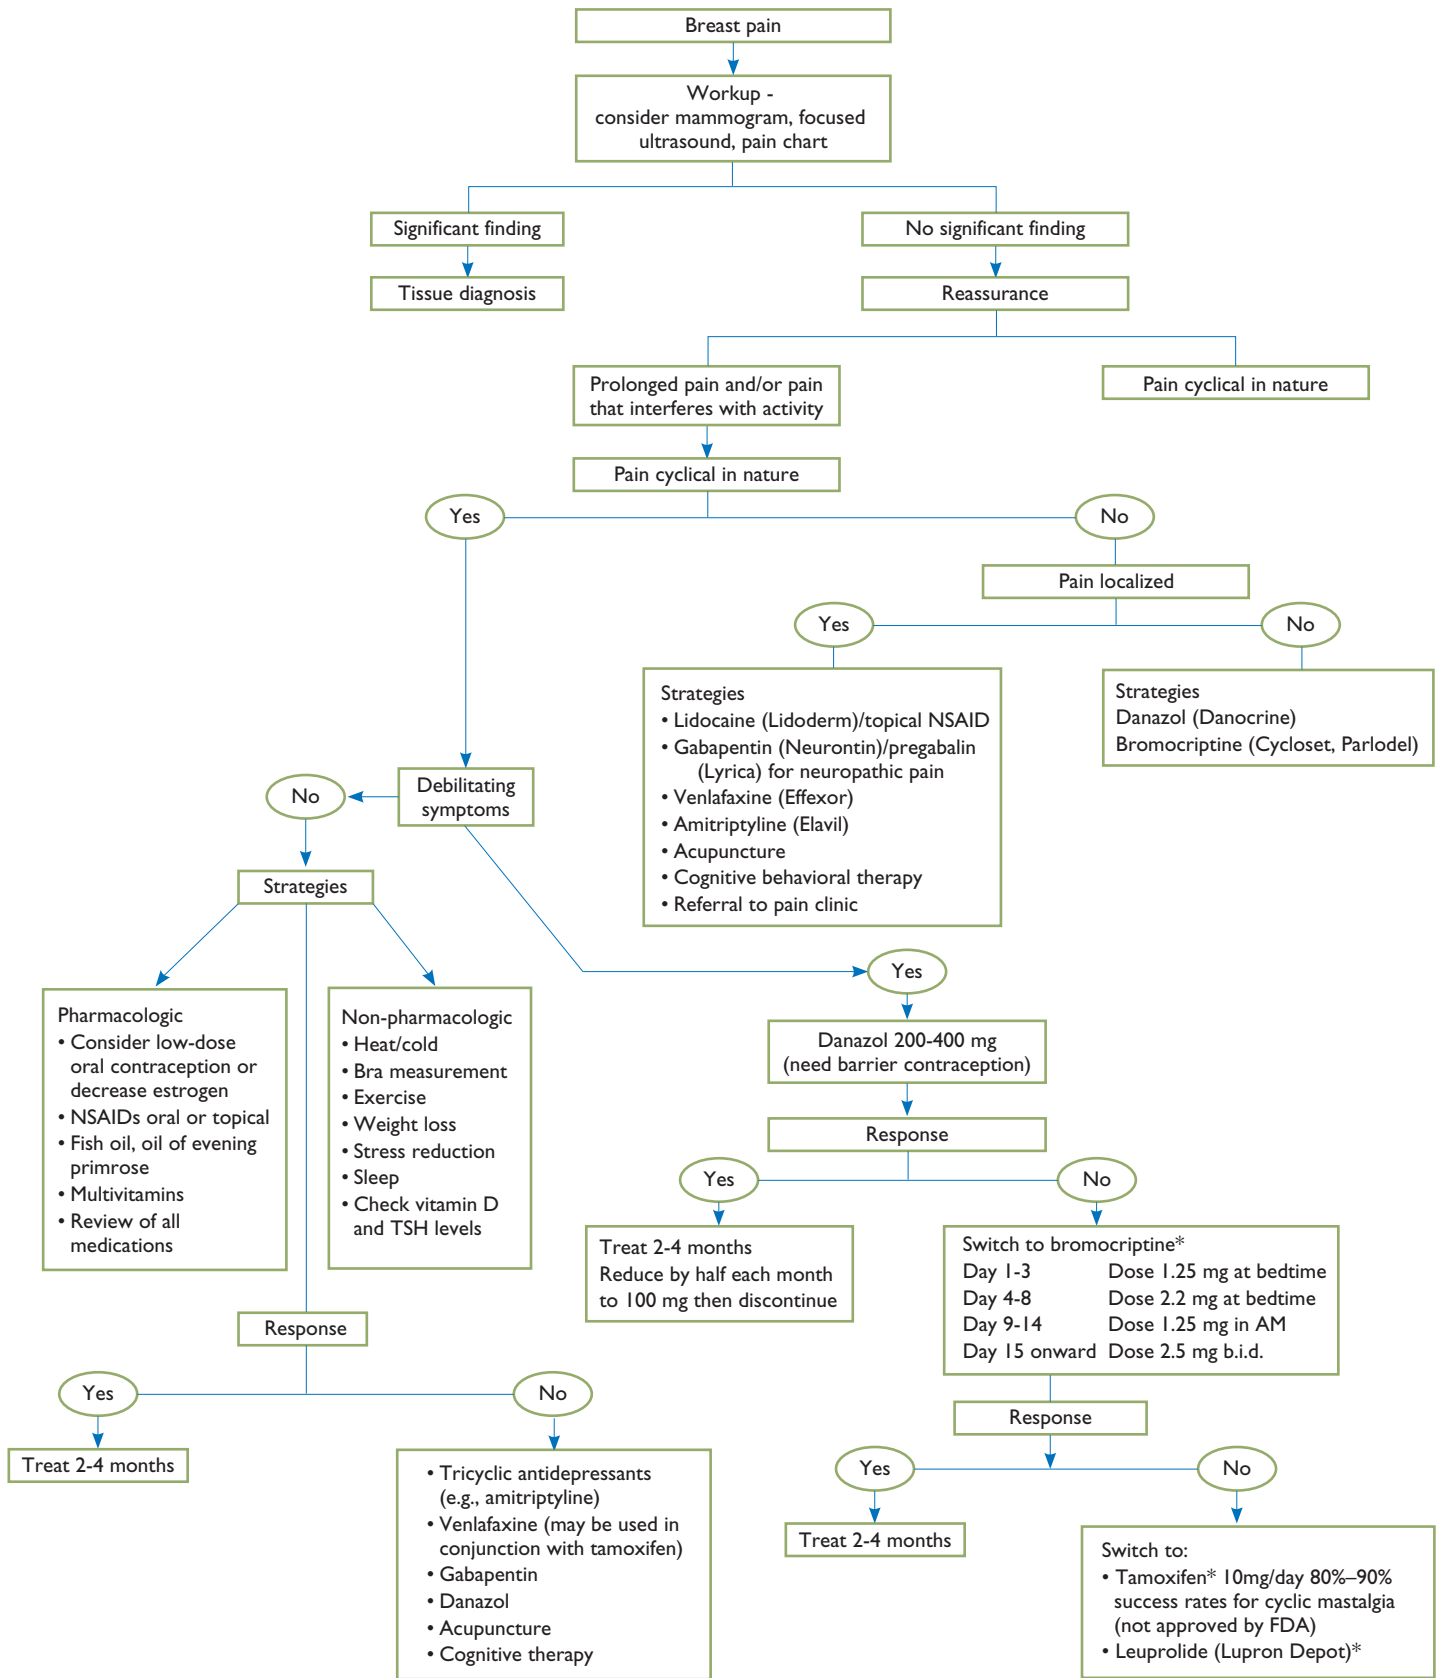 Breast pain
Workup -
consider mammogram, focused
ultrasound, pain chart
Significant finding
No significant finding
Tissue diagnosis
Reassurance
Prolonged pain and/or pain
that interferes with activity
Pain cyclical in nature
Pain cyclical in nature
Yes
No
Pain localized
Yes
No
Strategies
• Lidocaine (Lidoderm)/topical NSAID
• Gabapentin (Neurontin)/pregabalin
(Lyrica) for neuropathic pain
• Venlafaxine (Effexor)
• Amitriptyline (Elavil)
• Acupuncture
• Cognitive behavioral therapy
• Referral to pain clinic
Strategies
Danazol (Danocrine)
Bromocriptine (Cycloset, Parlodel)
Debilitating
symptoms
No
Strategies
Pharmacologic
• Consider low-dose
oral contraception or
decrease estrogen
• NSAIDs oral or topical
• Fish oil, oil of evening
primrose
• Multivitamins
• Review of all
medications
Non-pharmacologic
• Heat/cold
• Bra measurement
• Exercise
• Weight loss
• Stress reduction
• Sleep
• Check vitamin D
and TSH levels
Response
Yes
No
Treat 2-4 months
• Tricyclic antidepressants
(e.g., amitriptyline)
• Venlafaxine (may be used in
conjunction with tamoxifen)
• Gabapentin
• Danazol
• Acupuncture
• Cognitive therapy
Yes
Danazol 200-400 mg
(need barrier contraception)
Response
Yes
No
Treat 2-4 months
Reduce by half each month
to 100 mg then discontinue
Switch to bromocriptine*
Day 1-3 Dose 1.25 mg at bedtime
Day 4-8 Dose 2.2 mg at bedtime
Day 9-14 Dose 1.25 mg in AM
Day 15 onward Dose 2.5 mg b.i.d.
Response
Yes
No
Treat 2-4 months
Switch to:
• Tamoxifen* 10mg/day 80%–90%
success rates for cyclic mastalgia
(not approved by FDA)
• Leuprolide (Lupron Depot)*